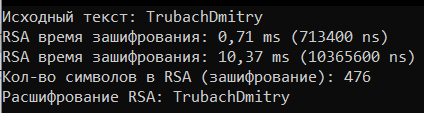 Исходный текст: TrubachDmitry
RSA время зашифрования: 0,71 ms (713400 ns)
RSA время зашифрования: 10,37 ms (10365600 ns)
Кол-во символов в RSA (зашифрование): 476
Расшифрование RSA: TrubachDmitry